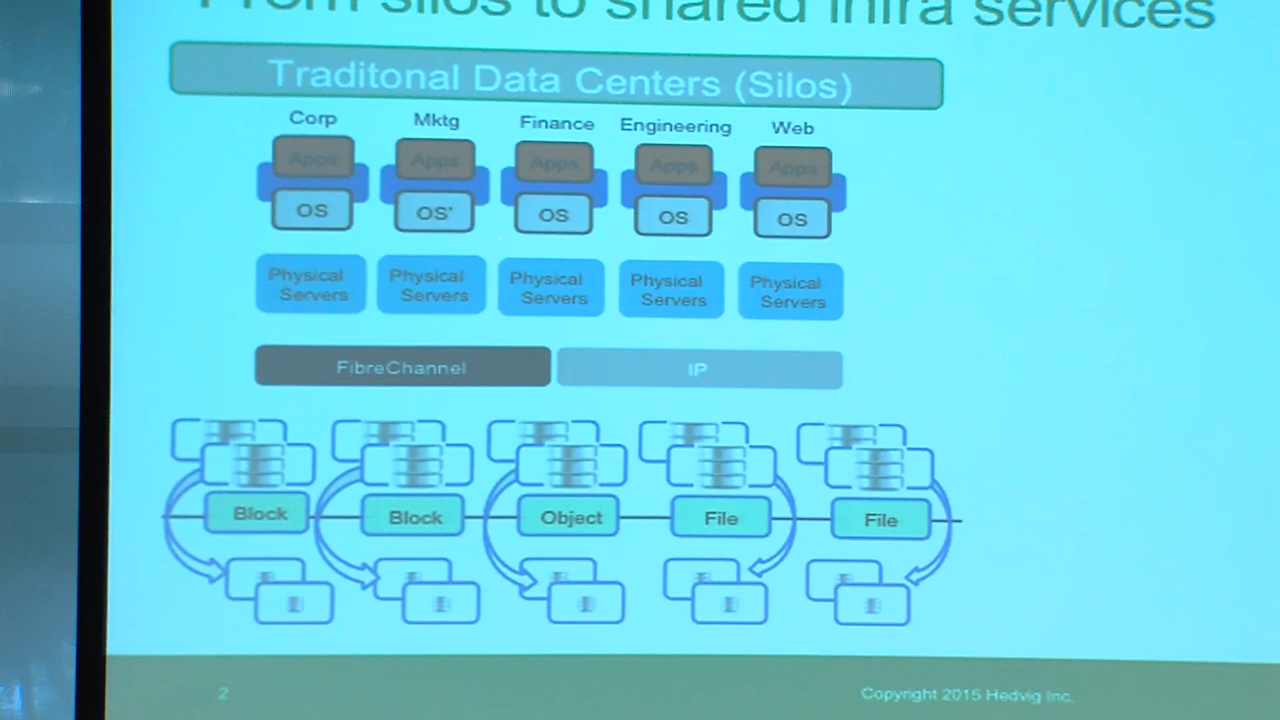 From silos to shared infra services
Traditonal Data Centers (Silos)
Corp Mktg Finance Engineering Web
Apps Apps Apps Apps Apps
OS OS' OS OS OS
Physical Physical Physical Physical Physical
Servers Servers Servers Servers Servers
FibreChannel IP
Block Block Object File File
2 Copyright 2015 Hedvig Inc.